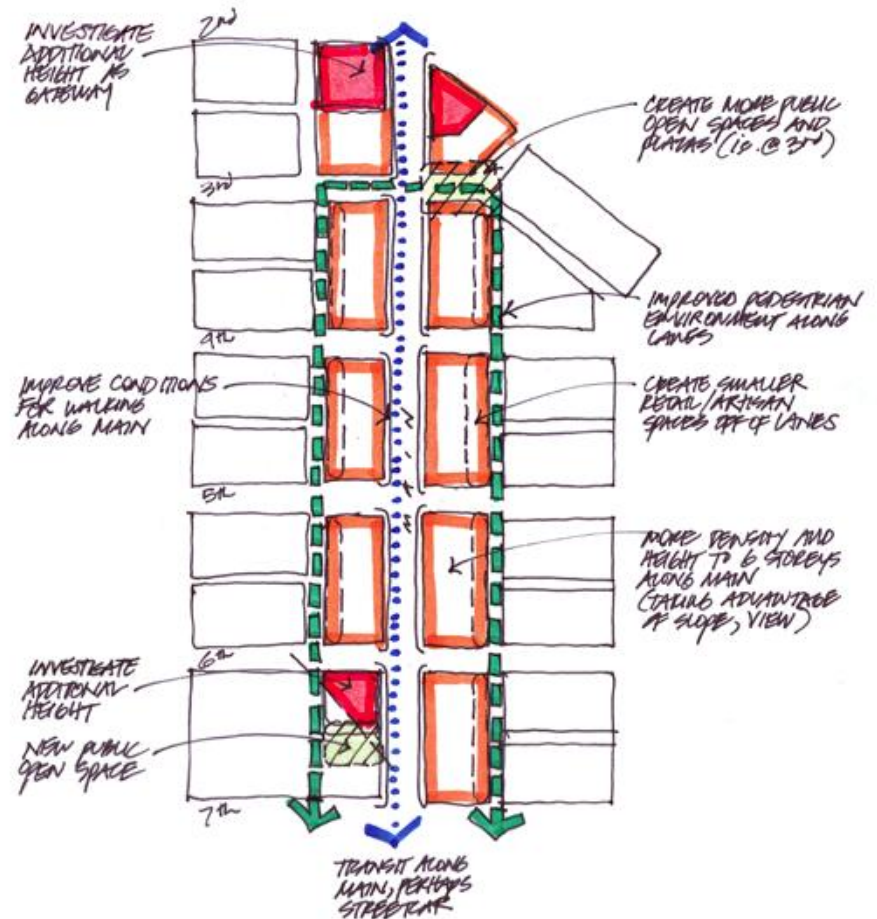 INVESTIGATE
ADDITIONAL
HEIGHT AS
GATEWAY
2nd
CREATE MORE PUBLIC
OPEN SPACES AND
PLAZAS (i.e. @ 3rd)
3rd
IMPROVED PEDESTRIAN
ENVIRONMENT ALONG
LANES
4th
IMPROVE CONDITIONS
FOR WALKING
ALONG MAIN
CREATE SMALLER
RETAIL/ARTISAN
SPACES OFF OF LANES
MAIN
5th
MORE DENSITY AND
HEIGHT TO 6 STOREYS
ALONG MAIN
(TAKING ADVANTAGE
OF SLOPE, VIEW)
6th
INVESTIGATE
ADDITIONAL
HEIGHT
NEW PUBLIC
OPEN SPACE
7th
TRANSIT ALONG
MAIN, PERHAPS
STREETCAR